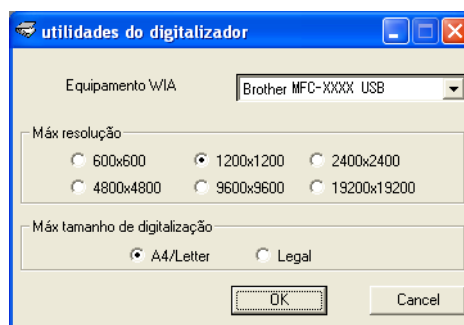 utilidades do digitalizador
Equipamento WIA Brother MFC-XXXX USB
Máx resolução
600x600 1200x1200 2400x2400
4800x4800 9600x9600 19200x19200
Máx tamanho de digitalização
A4/Letter Legal
OK Cancel